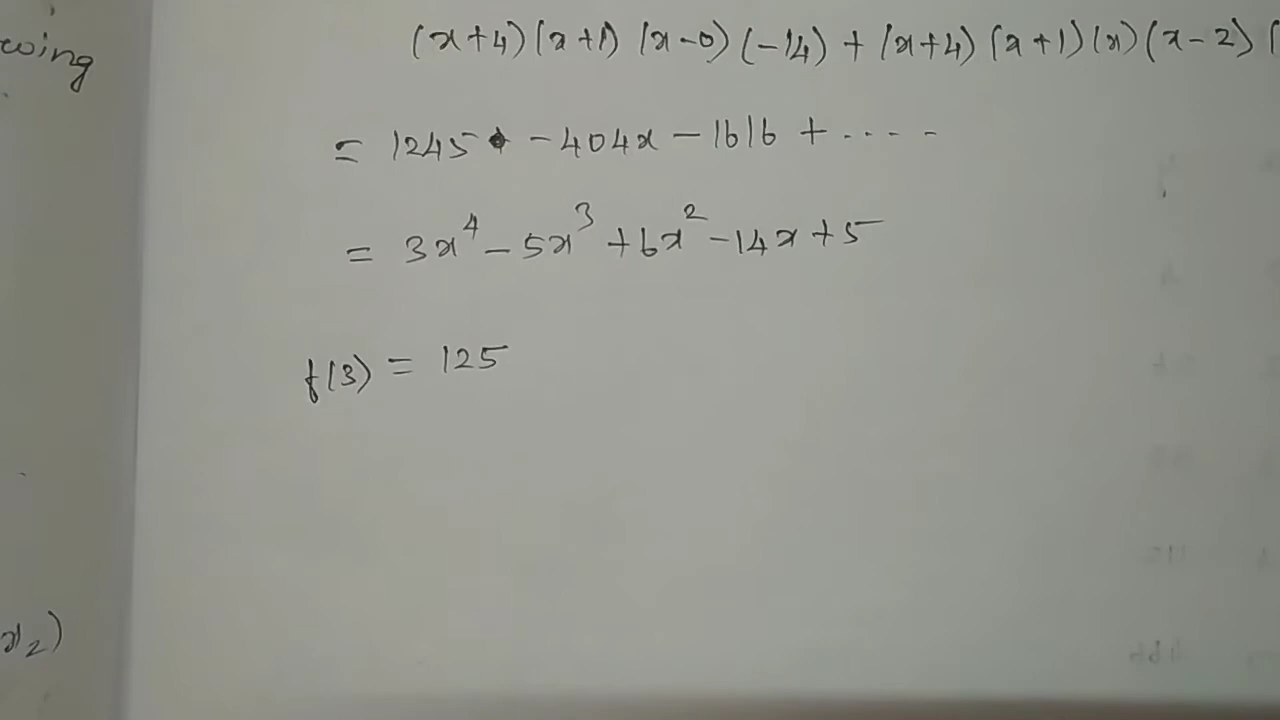 wing
(x+4)(x+1)(x-0)(-14) + (x+4)(x+1)(x)(x-2)(
= 1245 -404x - 1616 + ....
= 3x⁴ - 5x³ + 6x² - 14x + 5
f(3) = 125
x₂)